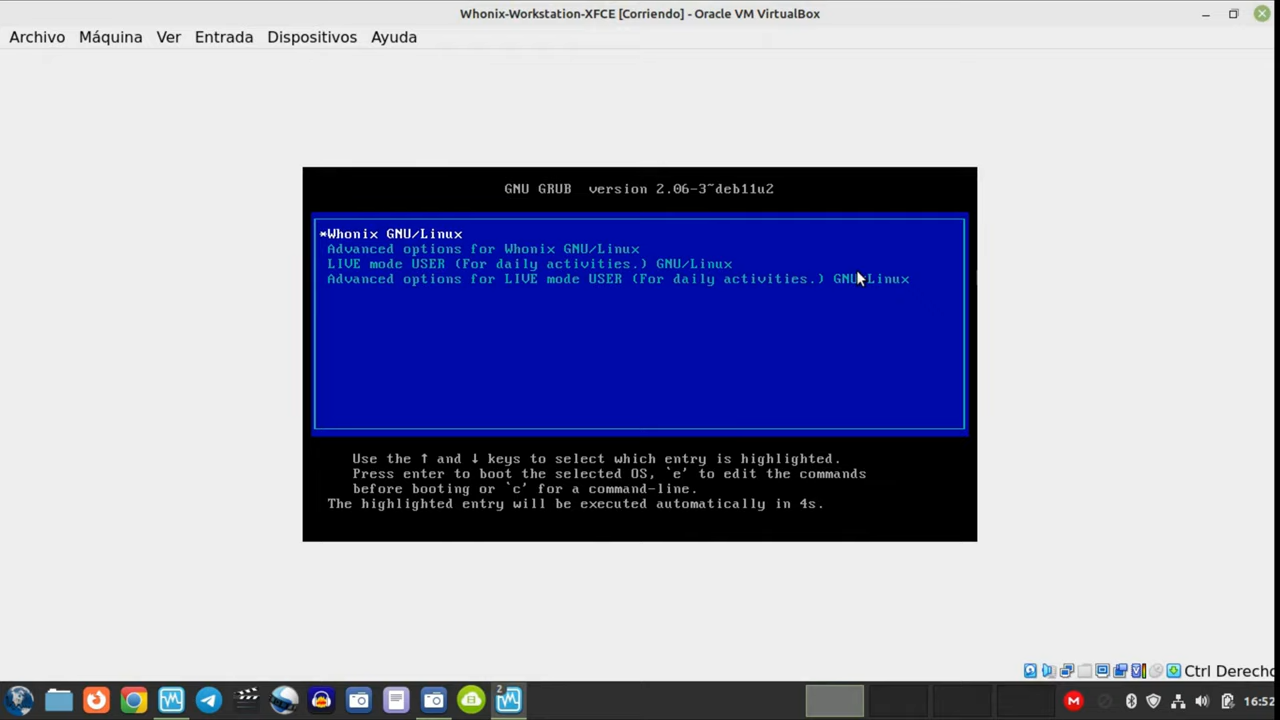 Whonix-Workstation-XFCE [Corriendo] - Oracle VM VirtualBox
Archivo Máquina Ver Entrada Dispositivos Ayuda
GNU GRUB version 2.06-3~deb11u2
*Whonix GNU/Linux
Advanced options for Whonix GNU/Linux
LIVE mode USER (For daily activities.) GNU/Linux
Advanced options for LIVE mode USER (For daily activities.) GNU/Linux
Use the ↑ and ↓ keys to select which entry is highlighted.
Press enter to boot the selected OS, `e' to edit the commands
before booting or `c' for a command-line.
The highlighted entry will be executed automatically in 4s.
Ctrl Derecho
2
16:52